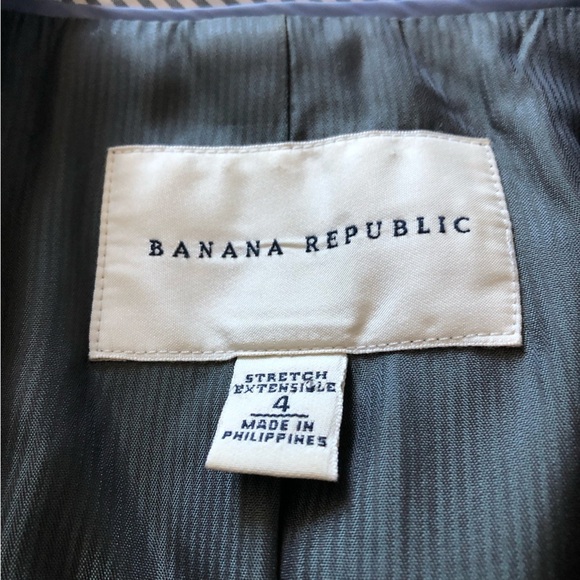 BANANA REPUBLIC
STRETCH
EXTENSIBLE
4
MADE IN
PHILIPPINES